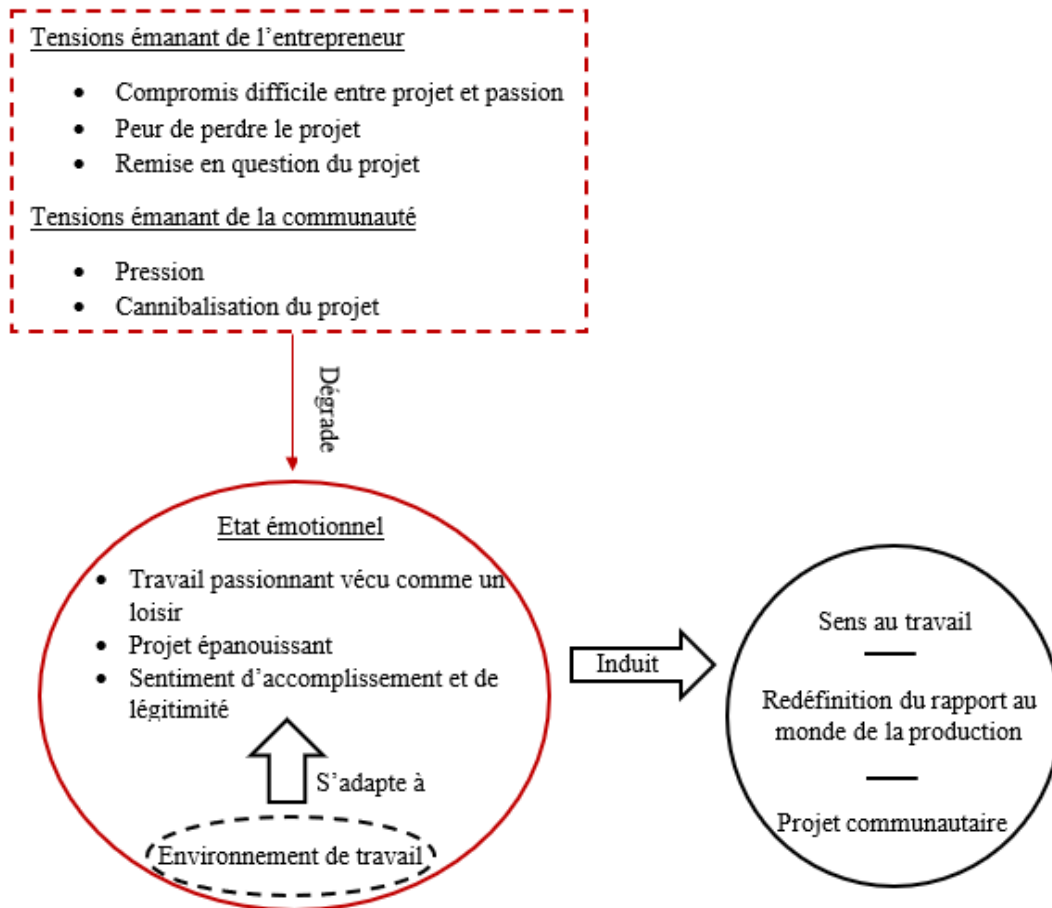 Tensions émanant de l’entrepreneur
• Compromis difficile entre projet et passion
• Peur de perdre le projet
• Remise en question du projet
Tensions émanant de la communauté
• Pression
• Cannibalisation du projet
Dégrade
Etat émotionnel
• Travail passionnant vécu comme un
loisir
• Projet épanouissant
• Sentiment d’accomplissement et de
légitimité
S’adapte à
Environnement de travail
Induit
Sens au travail
Redéfinition du rapport au
monde de la production
Projet communautaire